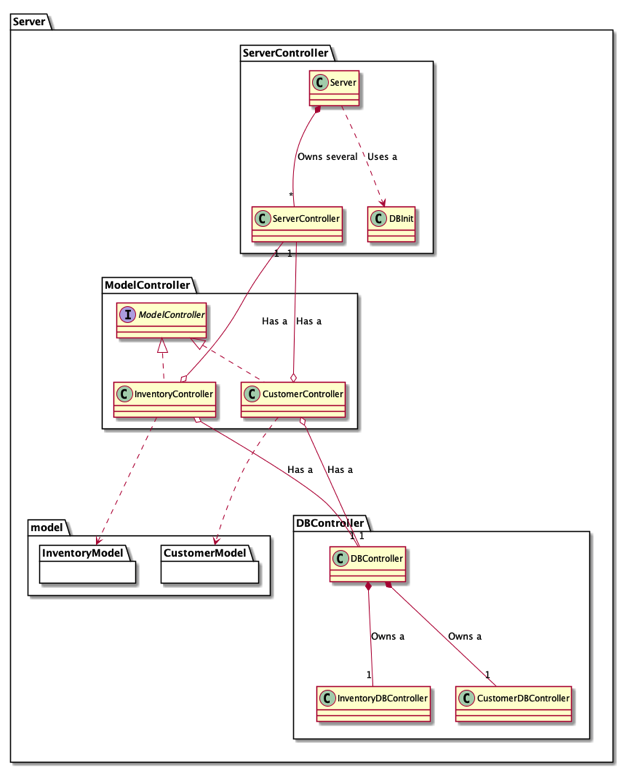 Server
ServerController
C Server
Owns several
Uses a
*
C ServerController
C DBInit
1
1
ModelController
I ModelController
Has a
Has a
C InventoryController
C CustomerController
Has a
Has a
model
InventoryModel
CustomerModel
DBController
1
1
C DBController
Owns a
Owns a
1
1
C InventoryDBController
C CustomerDBController